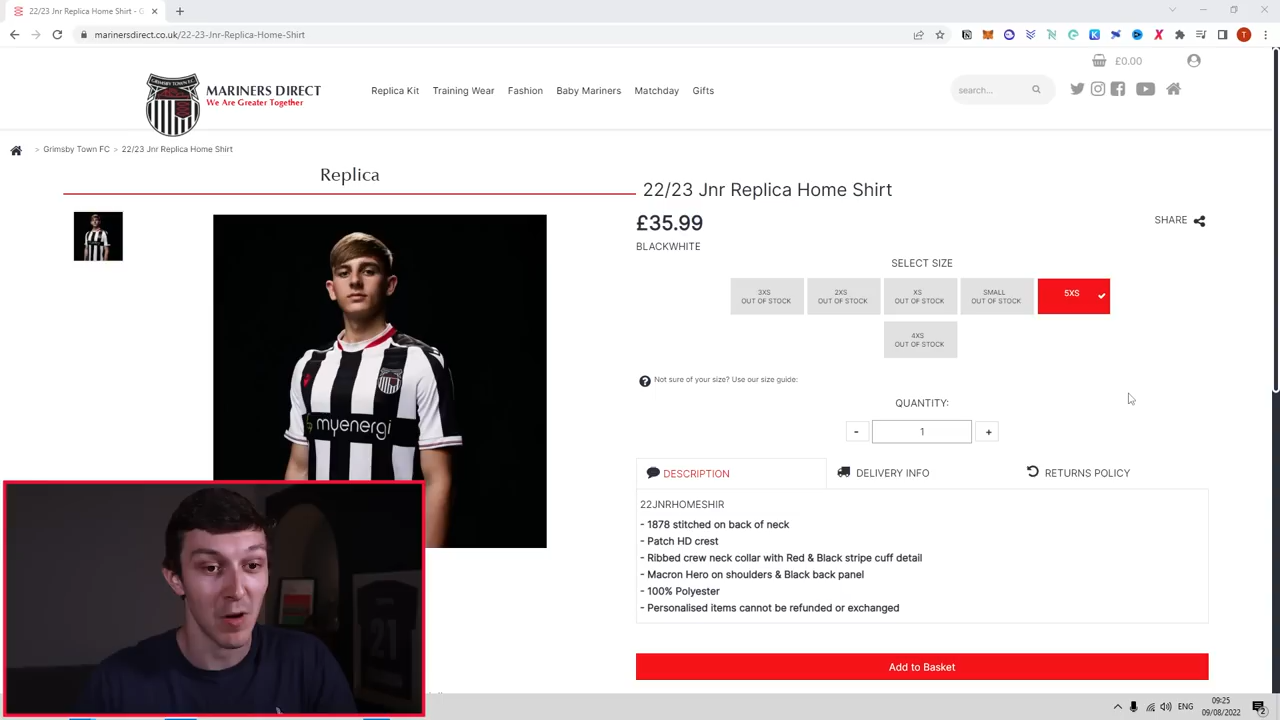 22/23 Jnr Replica Home Shirt - G
marinersdirect.co.uk/22-23-Jnr-Replica-Home-Shirt
T
£0.00
GRIMSBY TOWN F.C.
MARINERS DIRECT
We Are Greater Together
Replica Kit
Training Wear
Fashion
Baby Mariners
Matchday
Gifts
search...
> Grimsby Town FC > 22/23 Jnr Replica Home Shirt
Replica
22/23 Jnr Replica Home Shirt
£35.99
SHARE
BLACKWHITE
SELECT SIZE
3XS
OUT OF STOCK
2XS
OUT OF STOCK
XS
OUT OF STOCK
SMALL
OUT OF STOCK
5XS
4XS
OUT OF STOCK
Not sure of your size? Use our size guide:
QUANTITY:
- 1 +
myenergi
DESCRIPTION
DELIVERY INFO
RETURNS POLICY
22JNRHOMESHIR
- 1878 stitched on back of neck
- Patch HD crest
- Ribbed crew neck collar with Red & Black stripe cuff detail
- Macron Hero on shoulders & Black back panel
- 100% Polyester
- Personalised items cannot be refunded or exchanged
Add to Basket
21
ENG
09:25
09/08/2022
2